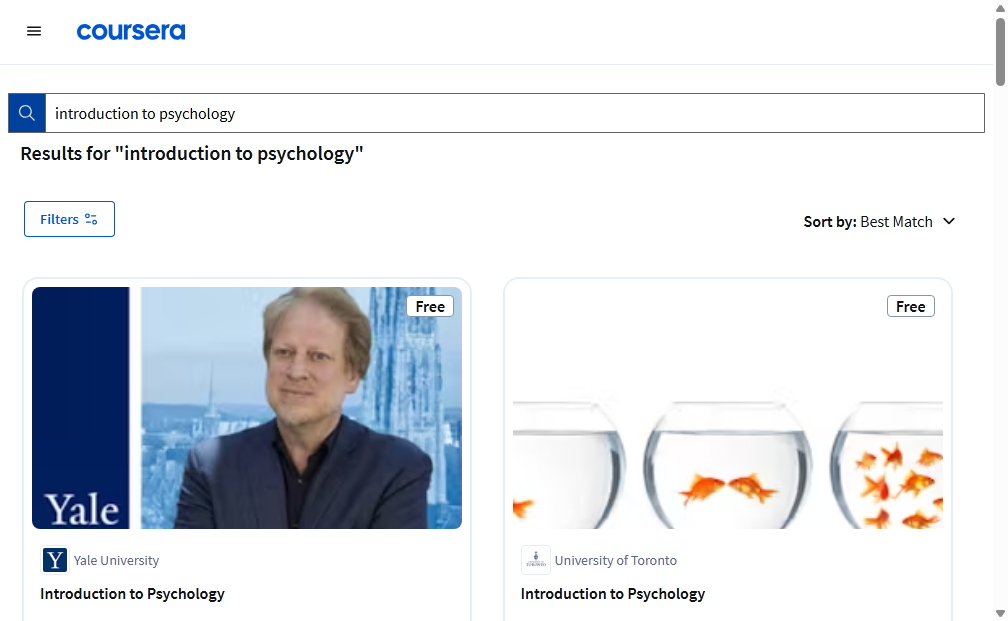 coursera
introduction to psychology
Results for "introduction to psychology"
Filters
Sort by: Best Match
Free
Free
Yale
Y Yale University
University of Toronto
Introduction to Psychology
Introduction to Psychology